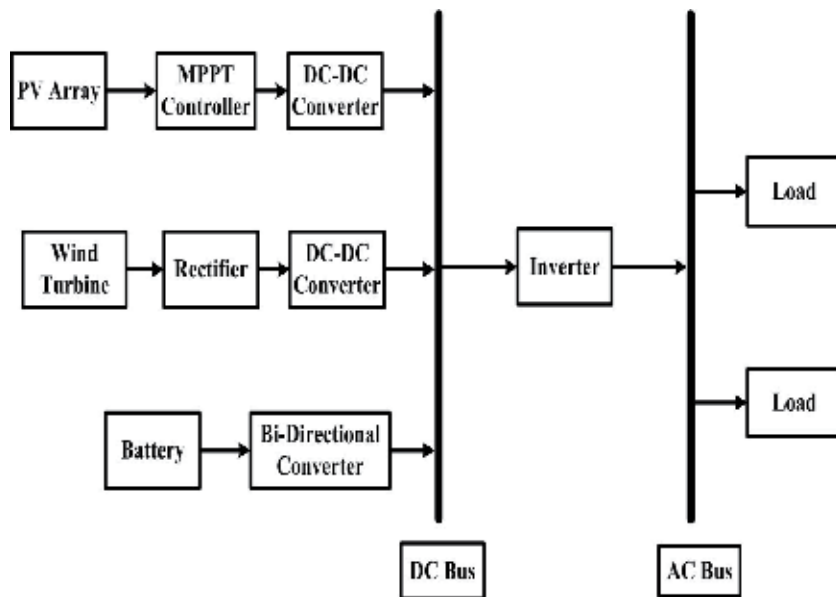 PV Array
MPPT
Controller
DC-DC
Converter
Wind
Turbine
Rectifier
DC-DC
Converter
Battery
Bi-Directional
Converter
Inverter
Load
Load
DC Bus
AC Bus